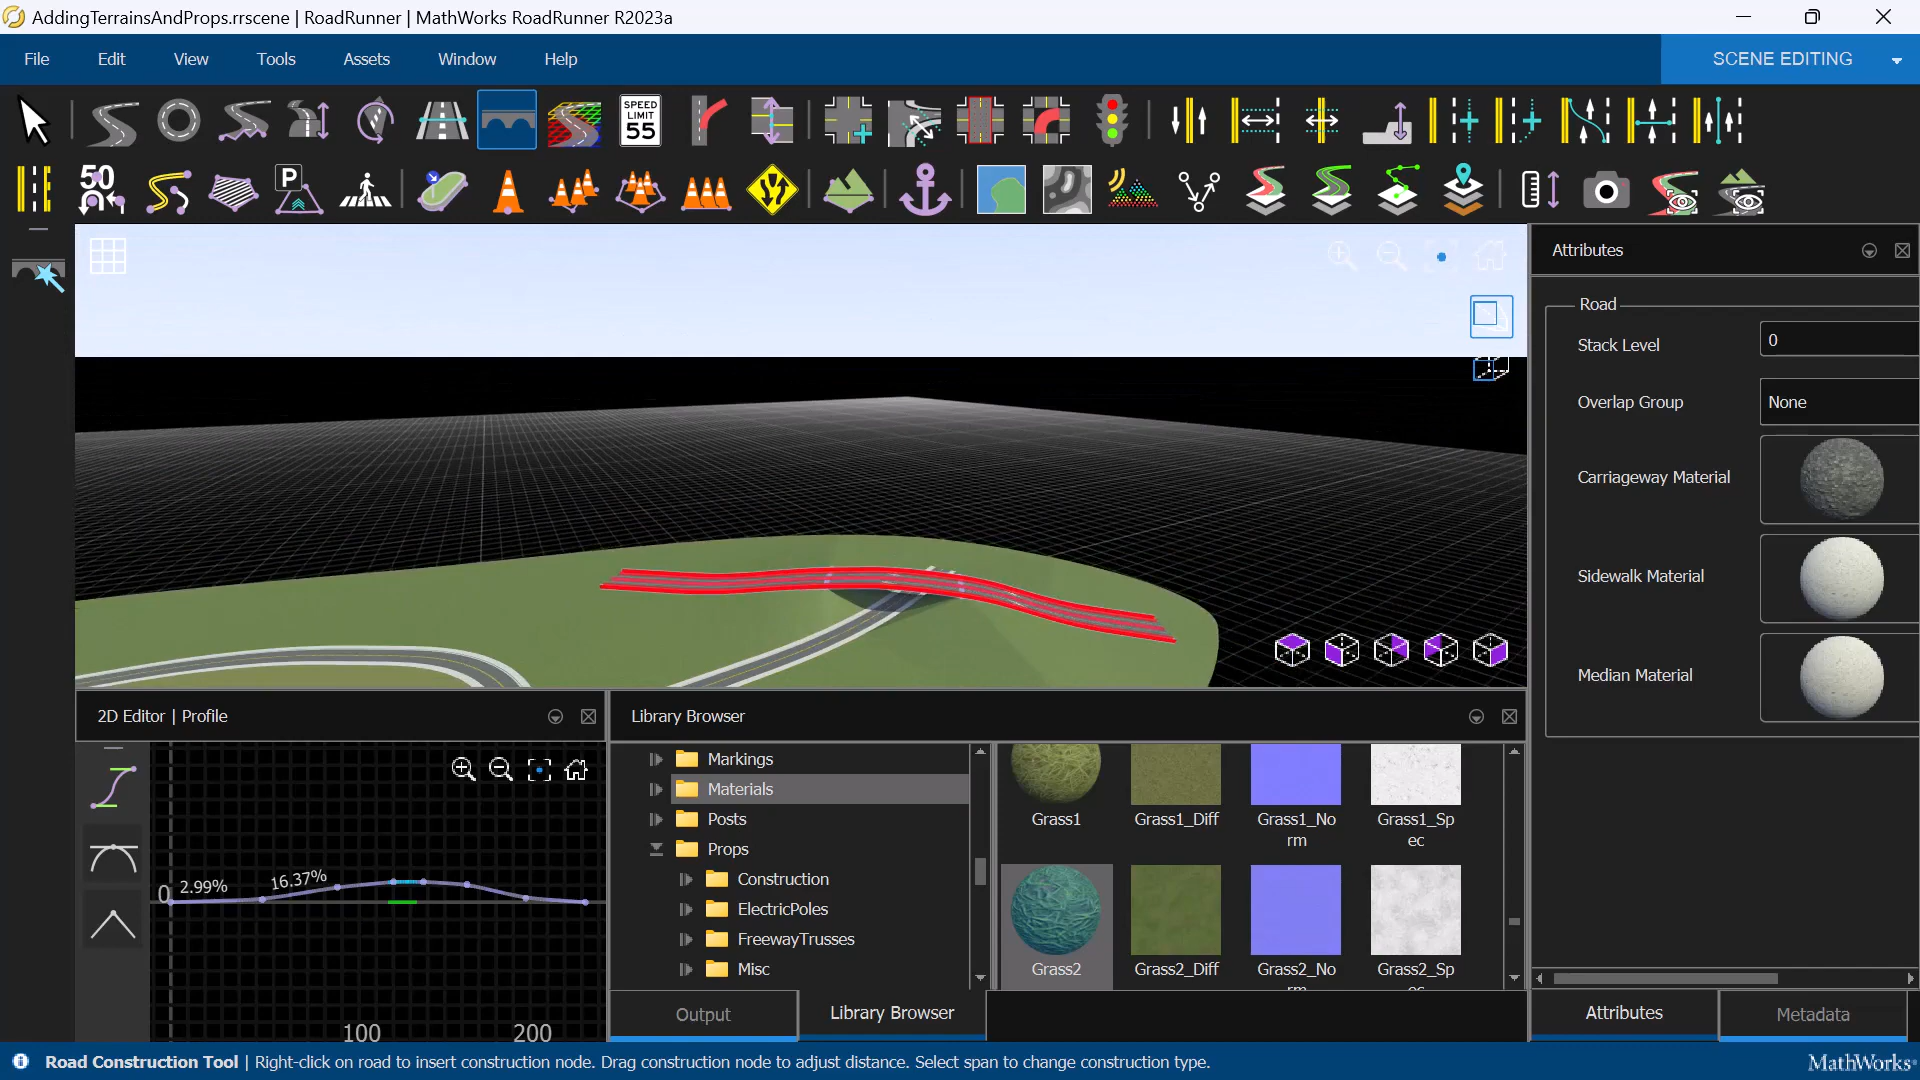 AddingTerrainsAndProps.rrscene | RoadRunner | MathWorks RoadRunner R2023a
File Edit View Tools Assets Window Help SCENE EDITING
SPEED LIMIT 55
50 P
Attributes
Road
Stack Level 0
Overlap Group None
Carriageway Material
Sidewalk Material
Median Material
2D Editor | Profile
0 2.99% 16.37%
100 200
Library Browser
Markings
Materials
Posts
Props
Construction
ElectricPoles
FreewayTrusses
Misc
Grass1 Grass1_Diff Grass1_No
rm Grass1_Sp
ec
Grass2 Grass2_Diff Grass2_No
rm Grass2_Sp
ec
Output Library Browser
Attributes Metadata
Road Construction Tool | Right-click on road to insert construction node. Drag construction node to adjust distance. Select span to change construction type.
MathWorks